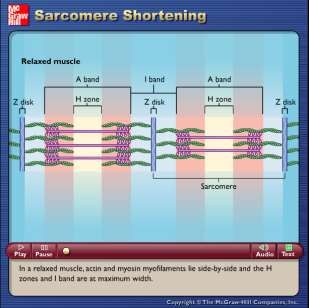 Mc
Graw
Hill
Sarcomere Shortening
Relaxed muscle
A band
I band
A band
Z disk
H zone
Z disk
H zone
Z disk
Sarcomere
Play
Pause
Audio
Text
In a relaxed muscle, actin and myosin myofilaments lie side-by-side and the H
zones and I band are at maximum width.
Copyright © The McGraw-Hill Companies, Inc.